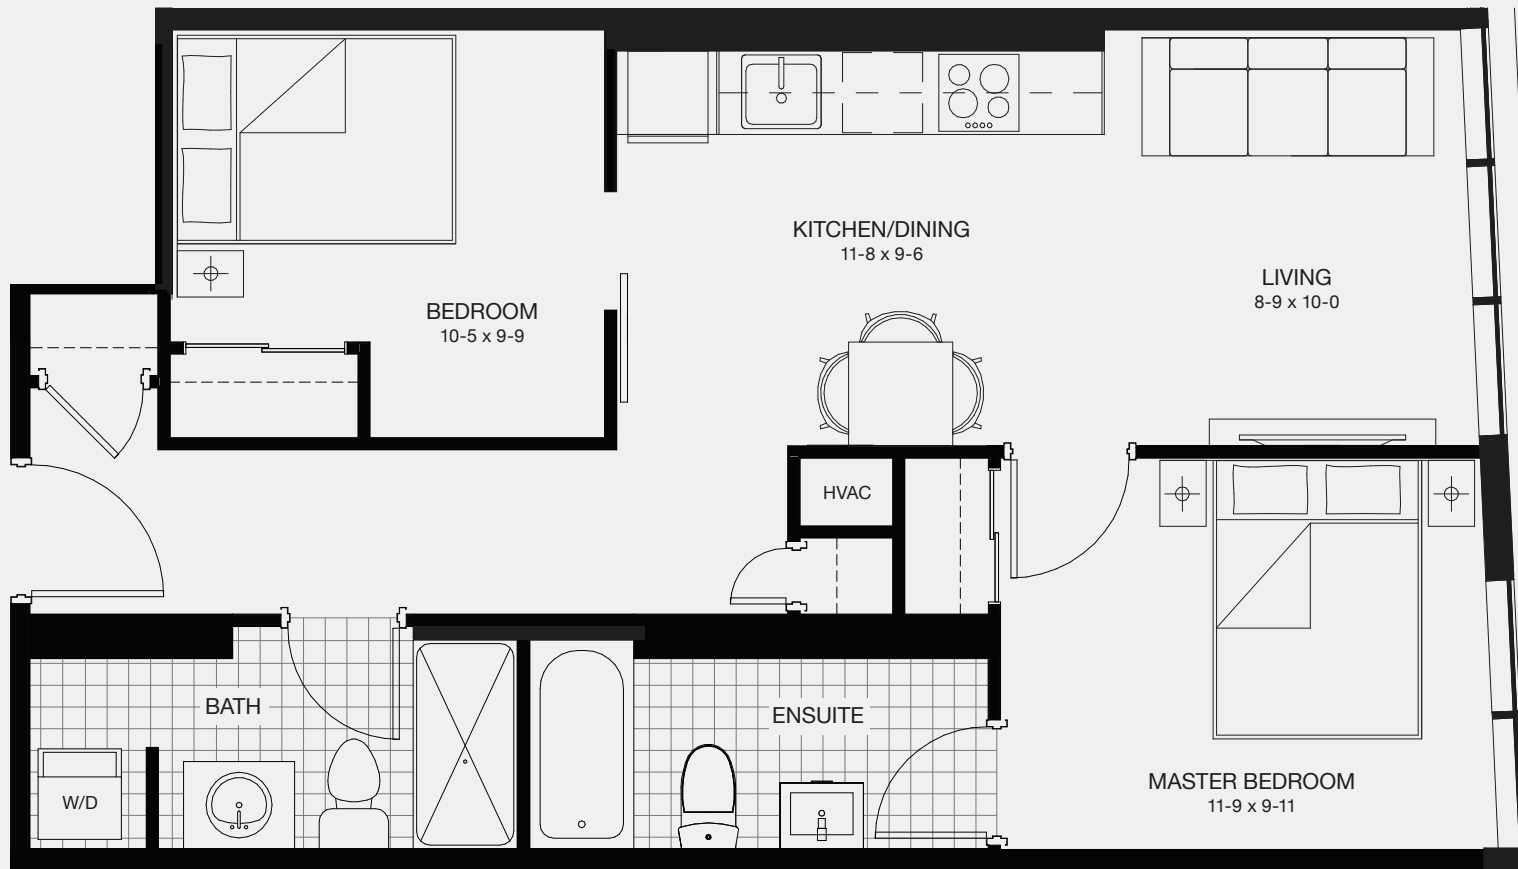 KITCHEN/DINING
11-8 x 9-6
LIVING
8-9 x 10-0
BEDROOM
10-5 x 9-9
HVAC
BATH
ENSUITE
W/D
MASTER BEDROOM
11-9 x 9-11